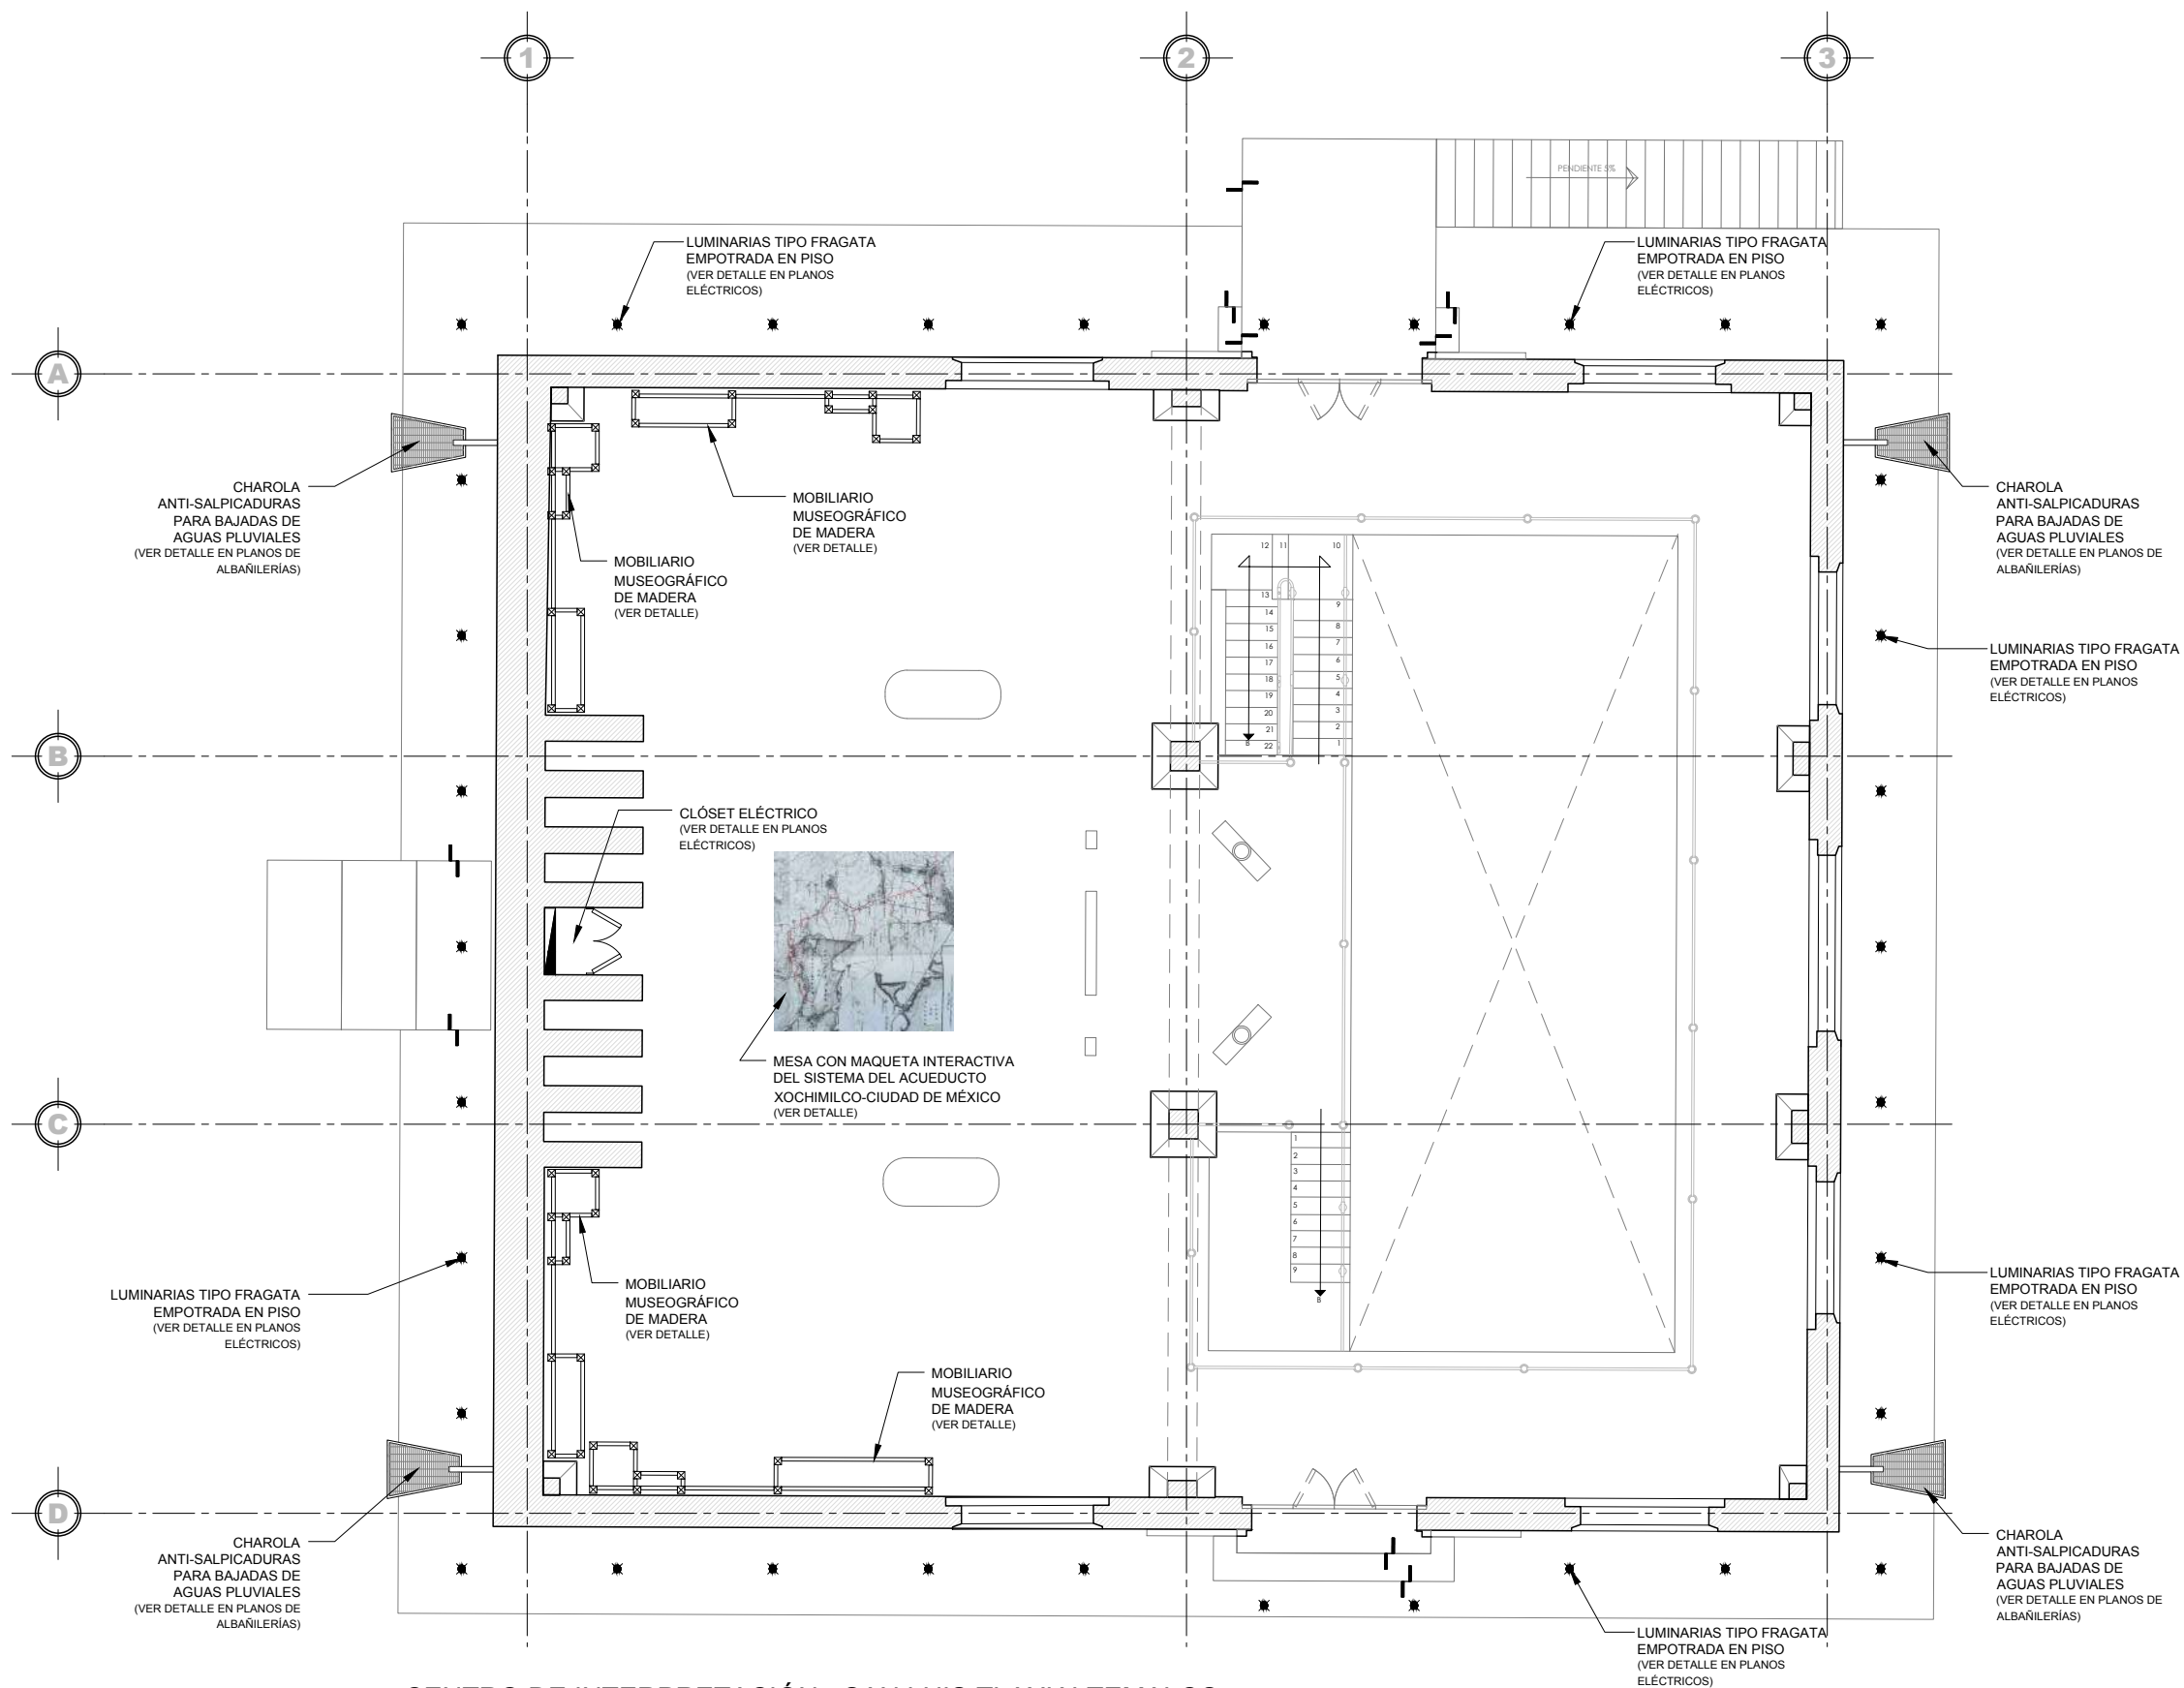 1
2
3
PENDIENTE 5%
LUMINARIAS TIPO FRAGATA
EMPOTRADA EN PISO
(VER DETALLE EN PLANOS
ELÉCTRICOS)
LUMINARIAS TIPO FRAGATA
EMPOTRADA EN PISO
(VER DETALLE EN PLANOS
ELÉCTRICOS)
A
CHAROLA
ANTI-SALPICADURAS
PARA BAJADAS DE
AGUAS PLUVIALES
(VER DETALLE EN PLANOS DE
ALBAÑILERÍAS)
MOBILIARIO
MUSEOGRÁFICO
DE MADERA
(VER DETALLE)
MOBILIARIO
MUSEOGRÁFICO
DE MADERA
(VER DETALLE)
CHAROLA
ANTI-SALPICADURAS
PARA BAJADAS DE
AGUAS PLUVIALES
(VER DETALLE EN PLANOS DE
ALBAÑILERÍAS)
12 11 10
13 9
14 8
15 7
16 6
17 5
18 4
19 3
20 2
21 1
22
B
LUMINARIAS TIPO FRAGATA
EMPOTRADA EN PISO
(VER DETALLE EN PLANOS
ELÉCTRICOS)
B
CLÓSET ELÉCTRICO
(VER DETALLE EN PLANOS
ELÉCTRICOS)
MESA CON MAQUETA INTERACTIVA
DEL SISTEMA DEL ACUEDUCTO
XOCHIMILCO-CIUDAD DE MÉXICO
(VER DETALLE)
C
1
2
3
4
5
6
7
8
9
B
LUMINARIAS TIPO FRAGATA
EMPOTRADA EN PISO
(VER DETALLE EN PLANOS
ELÉCTRICOS)
MOBILIARIO
MUSEOGRÁFICO
DE MADERA
(VER DETALLE)
LUMINARIAS TIPO FRAGATA
EMPOTRADA EN PISO
(VER DETALLE EN PLANOS
ELÉCTRICOS)
MOBILIARIO
MUSEOGRÁFICO
DE MADERA
(VER DETALLE)
D
CHAROLA
ANTI-SALPICADURAS
PARA BAJADAS DE
AGUAS PLUVIALES
(VER DETALLE EN PLANOS DE
ALBAÑILERÍAS)
CHAROLA
ANTI-SALPICADURAS
PARA BAJADAS DE
AGUAS PLUVIALES
(VER DETALLE EN PLANOS DE
ALBAÑILERÍAS)
LUMINARIAS TIPO FRAGATA
EMPOTRADA EN PISO
(VER DETALLE EN PLANOS
ELÉCTRICOS)